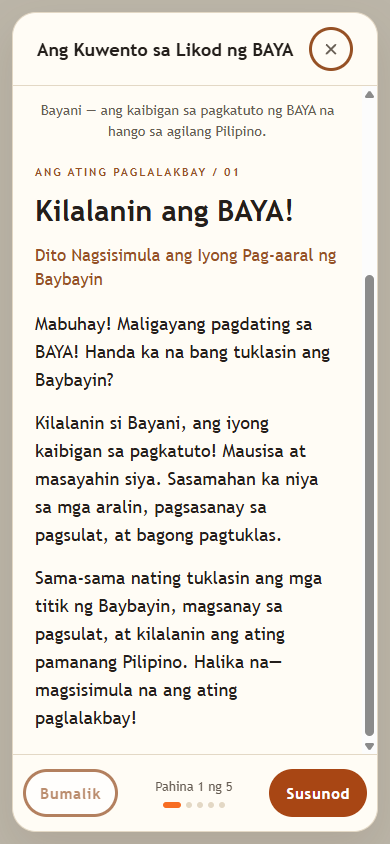 Ang Kuwento sa Likod ng BAYA
Bayani — ang kaibigan sa pagkatuto ng BAYA na
hango sa agilang Pilipino.
ANG ATING PAGLALAKBAY / 01
Kilalanin ang BAYA!
Dito Nagsisimula ang Iyong Pag-aaral ng
Baybayin
Mabuhay! Maligayang pagdating sa
BAYA! Handa ka na bang tuklasin ang
Baybayin?
Kilalanin si Bayani, ang iyong
kaibigan sa pagkatuto! Mausisa at
masayahin siya. Sasamahan ka niya
sa mga aralin, pagsasanay sa
pagsulat, at bagong pagtuklas.
Sama-sama nating tuklasin ang mga
titik ng Baybayin, magsanay sa
pagsulat, at kilalanin ang ating
pamanang Pilipino. Halika na—
magsisimula na ang ating
paglalakbay!
Bumalik
Pahina 1 ng 5
Susunod